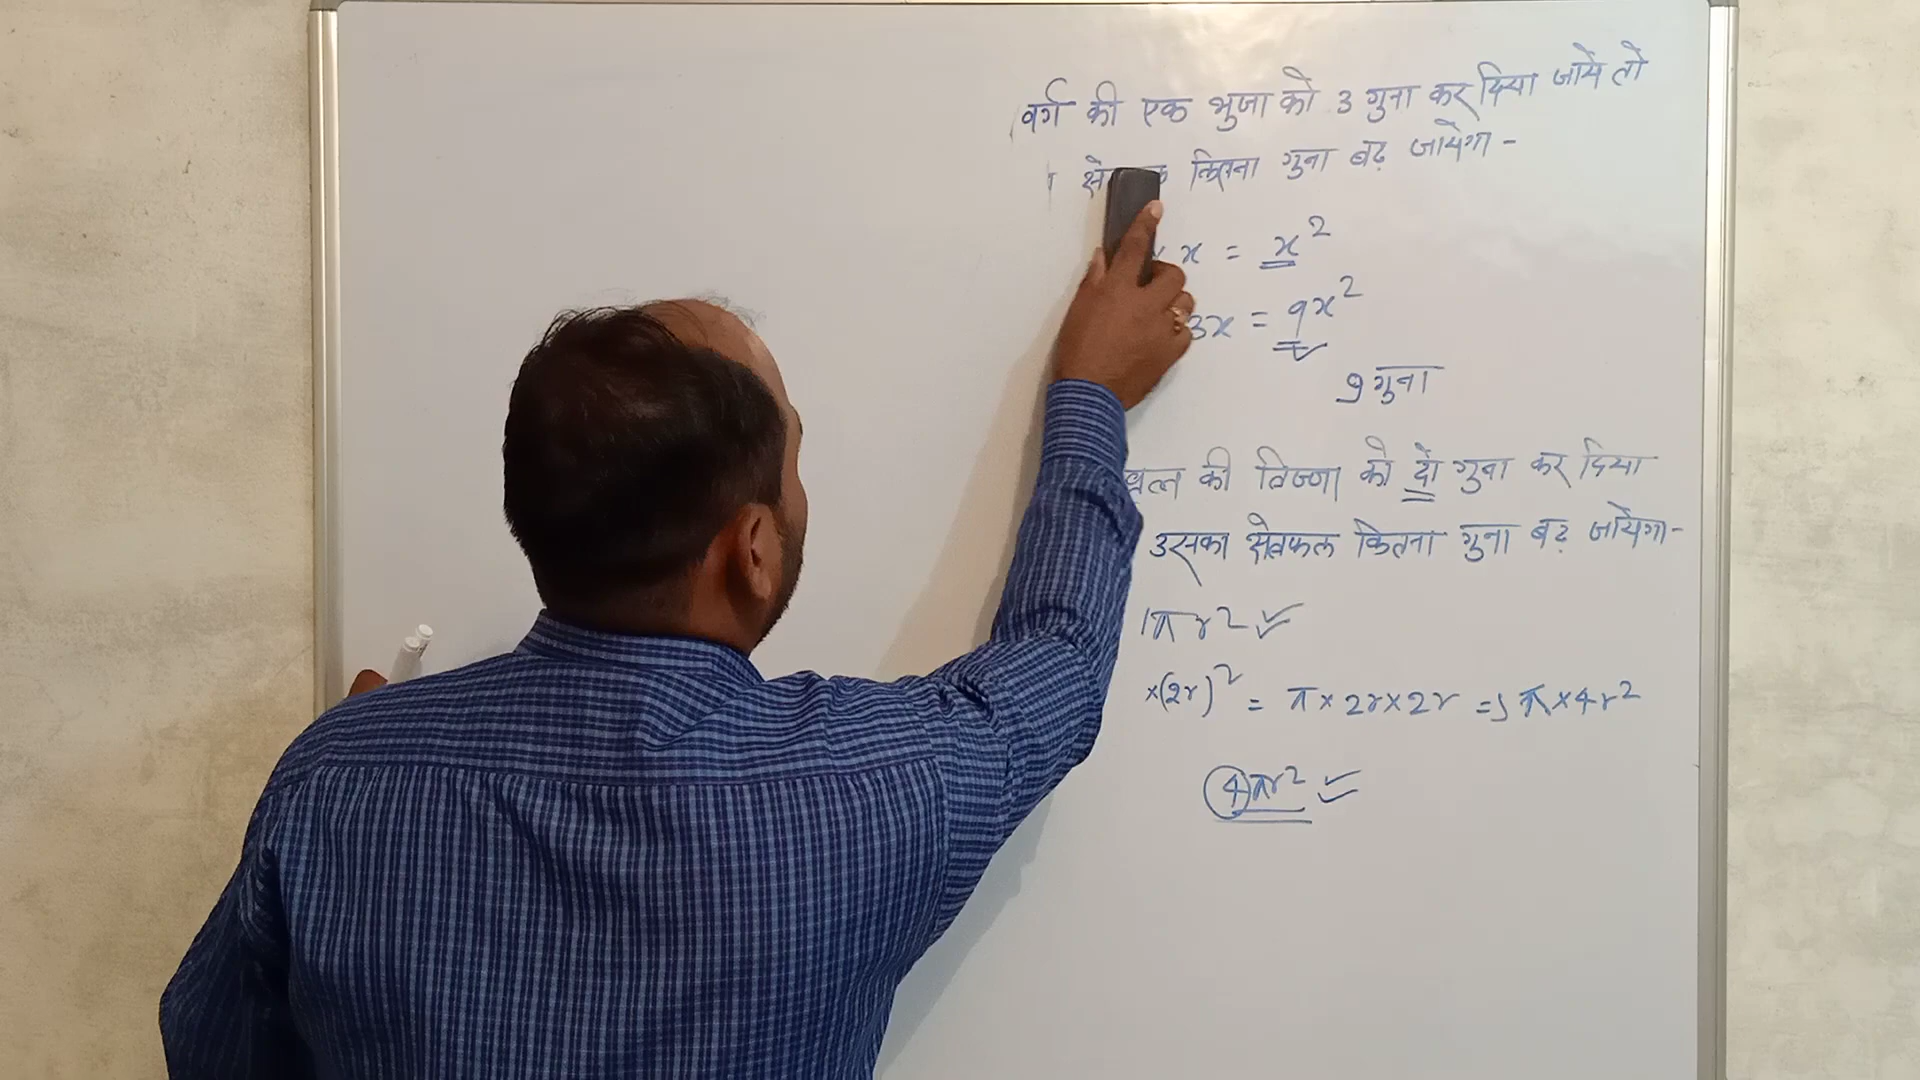 वर्ग की एक भुजा को 3 गुना कर दिया जाये तो
कितना गुना बढ़ जायेगा -
x = x²
3x = 9x²
9 गुना
की त्रिज्या को दो गुना कर दिया
उसका क्षेत्रफल कितना गुना बढ़ जायेगा -
πr²
×(2r)² = π×2r×2r => π×4r²
4πr²